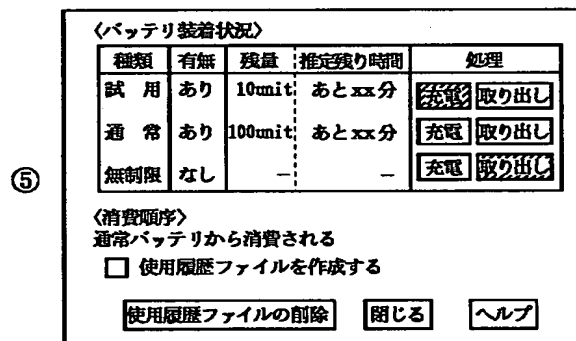 〈バッテリ装着状況〉
種類 有無 残量 推定残り時間 処理
試用 あり 10unit あとxx分 充電 取り出し
通常 あり 100unit あとxx分 充電 取り出し
無制限 なし — — 充電 取り出し
⑤
〈消費順序〉
通常バッテリから消費される
□ 使用履歴ファイルを作成する
使用履歴ファイルの削除 閉じる ヘルプ